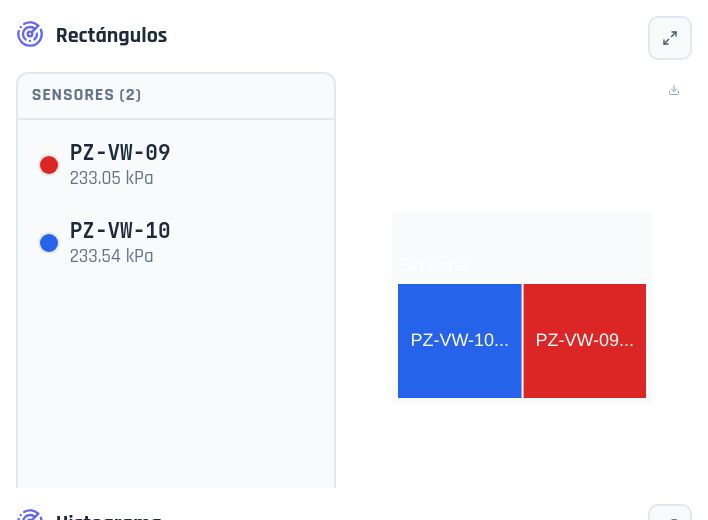 Rectángulos
SENSORES (2)
PZ-VW-09
233.05 kPa
PZ-VW-10
233.54 kPa
Sin zona
PZ-VW-10...
PZ-VW-09...
Histograma